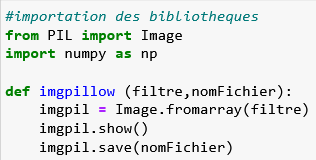 #importation des bibliotheques
from PIL import Image
import numpy as np
def imgpillow (filtre,nomFichier):
    imgpil = Image.fromarray(filtre)
    imgpil.show()
    imgpil.save(nomFichier)